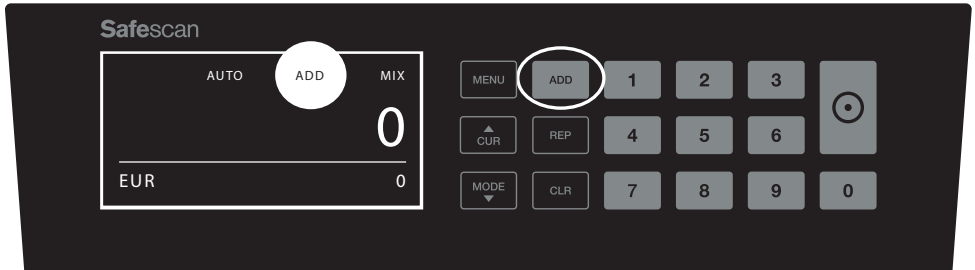 Safescan
AUTO ADD MIX
0
EUR 0
MENU ADD 1 2 3
CUR REP 4 5 6
MODE CLR 7 8 9 0